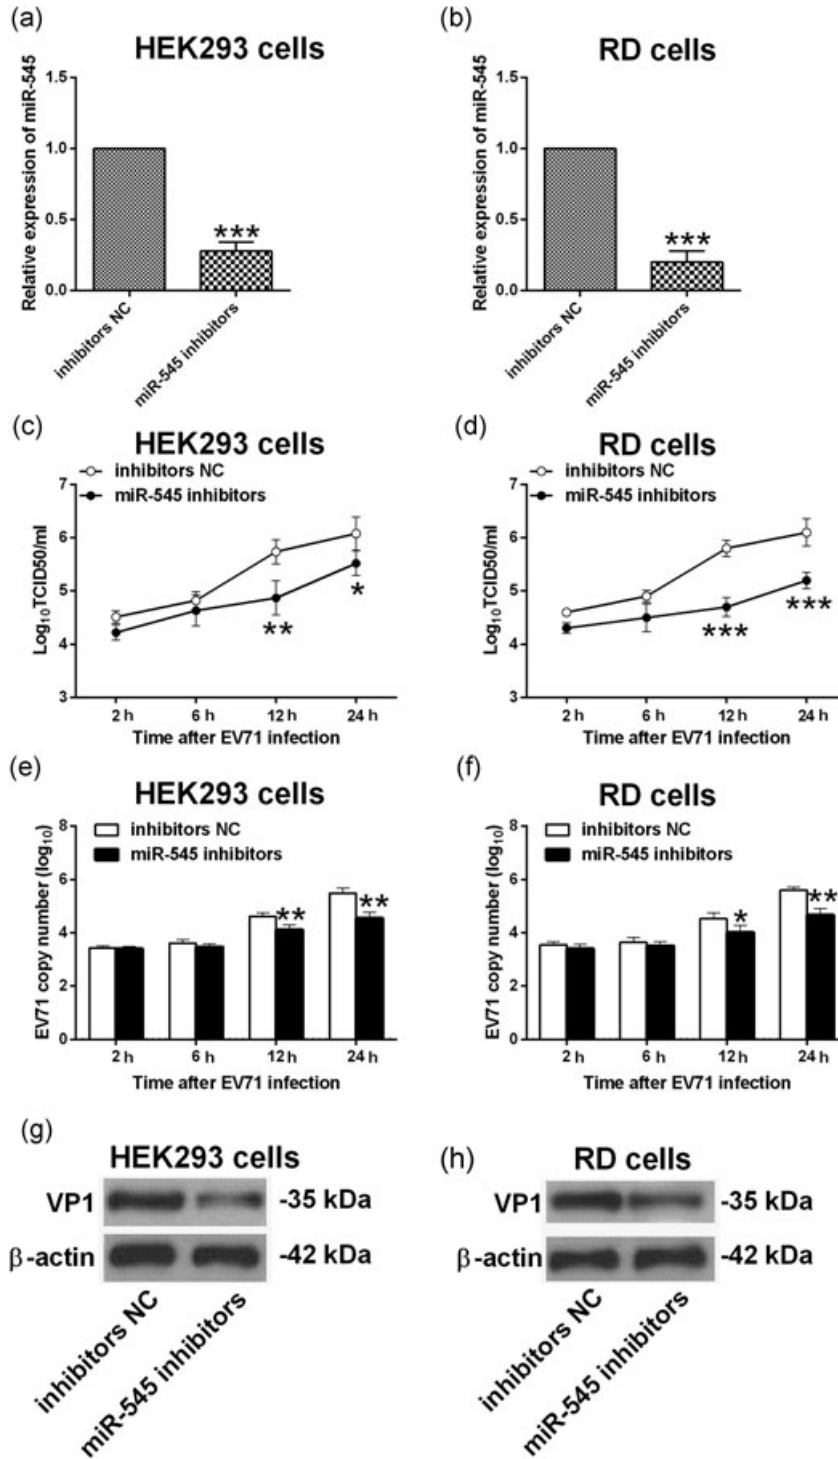 (a)
HEK293 cells
Relative expression of miR-545
1.5
1.0
0.5
0.0
***
inhibitors NC
miR-545 inhibitors
(b)
RD cells
Relative expression of miR-545
1.5
1.0
0.5
0.0
***
inhibitors NC
miR-545 inhibitors
(c)
HEK293 cells
inhibitors NC
miR-545 inhibitors
Log10TCID50/ml
7
6
5
4
3
**
*
2 h 6 h 12 h 24 h
Time after EV71 infection
(d)
RD cells
inhibitors NC
miR-545 inhibitors
Log10TCID50/ml
7
6
5
4
3
***
***
2 h 6 h 12 h 24 h
Time after EV71 infection
(e)
HEK293 cells
inhibitors NC
miR-545 inhibitors
EV71 copy number (log10)
8
6
4
2
0
**
**
2 h 6 h 12 h 24 h
Time after EV71 infection
(f)
RD cells
inhibitors NC
miR-545 inhibitors
EV71 copy number (log10)
8
6
4
2
0
*
**
2 h 6 h 12 h 24 h
Time after EV71 infection
(g)
HEK293 cells
VP1 -35 kDa
β-actin -42 kDa
inhibitors NC
miR-545 inhibitors
(h)
RD cells
VP1 -35 kDa
β-actin -42 kDa
inhibitors NC
miR-545 inhibitors